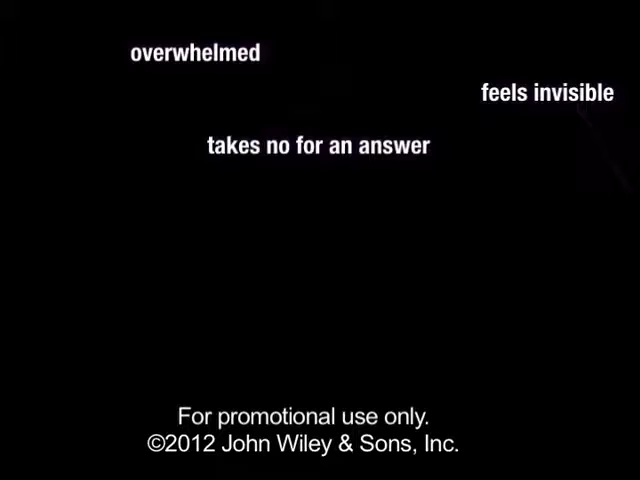 overwhelmed
feels invisible
takes no for an answer
For promotional use only.
©2012 John Wiley & Sons, Inc.